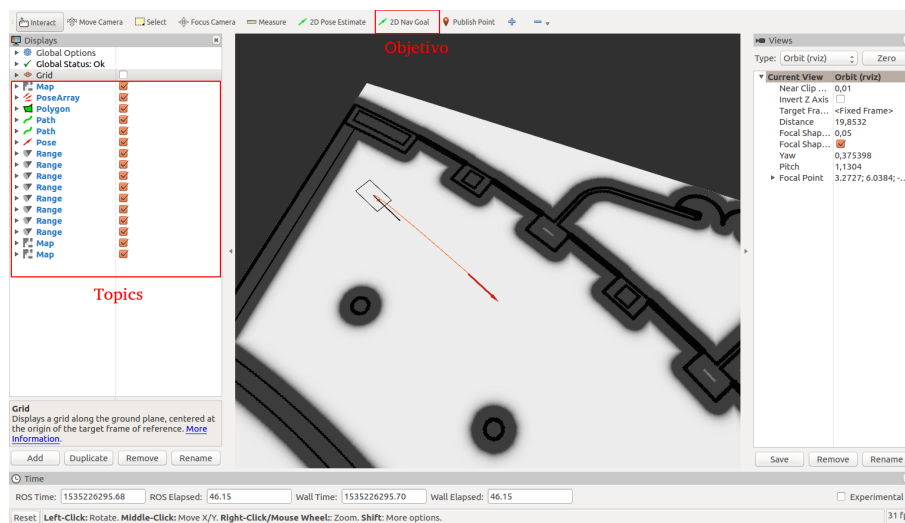 Interact Move Camera Select Focus Camera Measure 2D Pose Estimate 2D Nav Goal Publish Point
Objetivo
Displays
Global Options
Global Status: Ok
Grid
Map
PoseArray
Polygon
Path
Path
Pose
Range
Range
Range
Range
Range
Range
Range
Range
Map
Map
Topics
Grid
Displays a grid along the ground plane, centered at
the origin of the target frame of reference. More
Information.
Add Duplicate Remove Rename
Views
Type: Orbit (rviz) Zero
Current View Orbit (rviz)
Near Clip ... 0,01
Invert Z Axis
Target Fra... <Fixed Frame>
Distance 19,8532
Focal Shap... 0,05
Focal Shap...
Yaw 0,375398
Pitch 1,1304
Focal Point 3.2727; 6.0384; -...
Save Remove Rename
Time
ROS Time: 1535226295.68 ROS Elapsed: 46.15 Wall Time: 1535226295.70 Wall Elapsed: 46.15 Experimental
Reset Left-Click: Rotate. Middle-Click: Move X/Y. Right-Click/Mouse Wheel:: Zoom. Shift: More options. 31